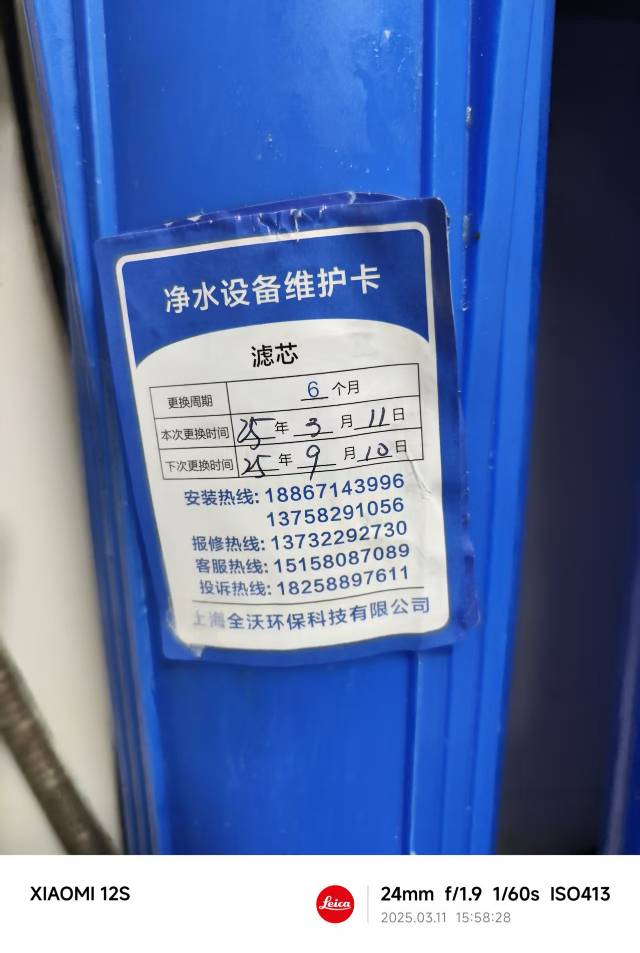 净水设备维护卡
滤芯
更换周期 6 个月
本次更换时间 25 年 3 月 11 日
下次更换时间 25 年 9 月 10 日
安装热线: 18867143996
13758291056
报修热线: 13732292730
客服热线: 15158087089
投诉热线: 18258897611
上海全沃环保科技有限公司
XIAOMI 12S
Leica
24mm f/1.9 1/60s ISO413
2025.03.11 15:58:28